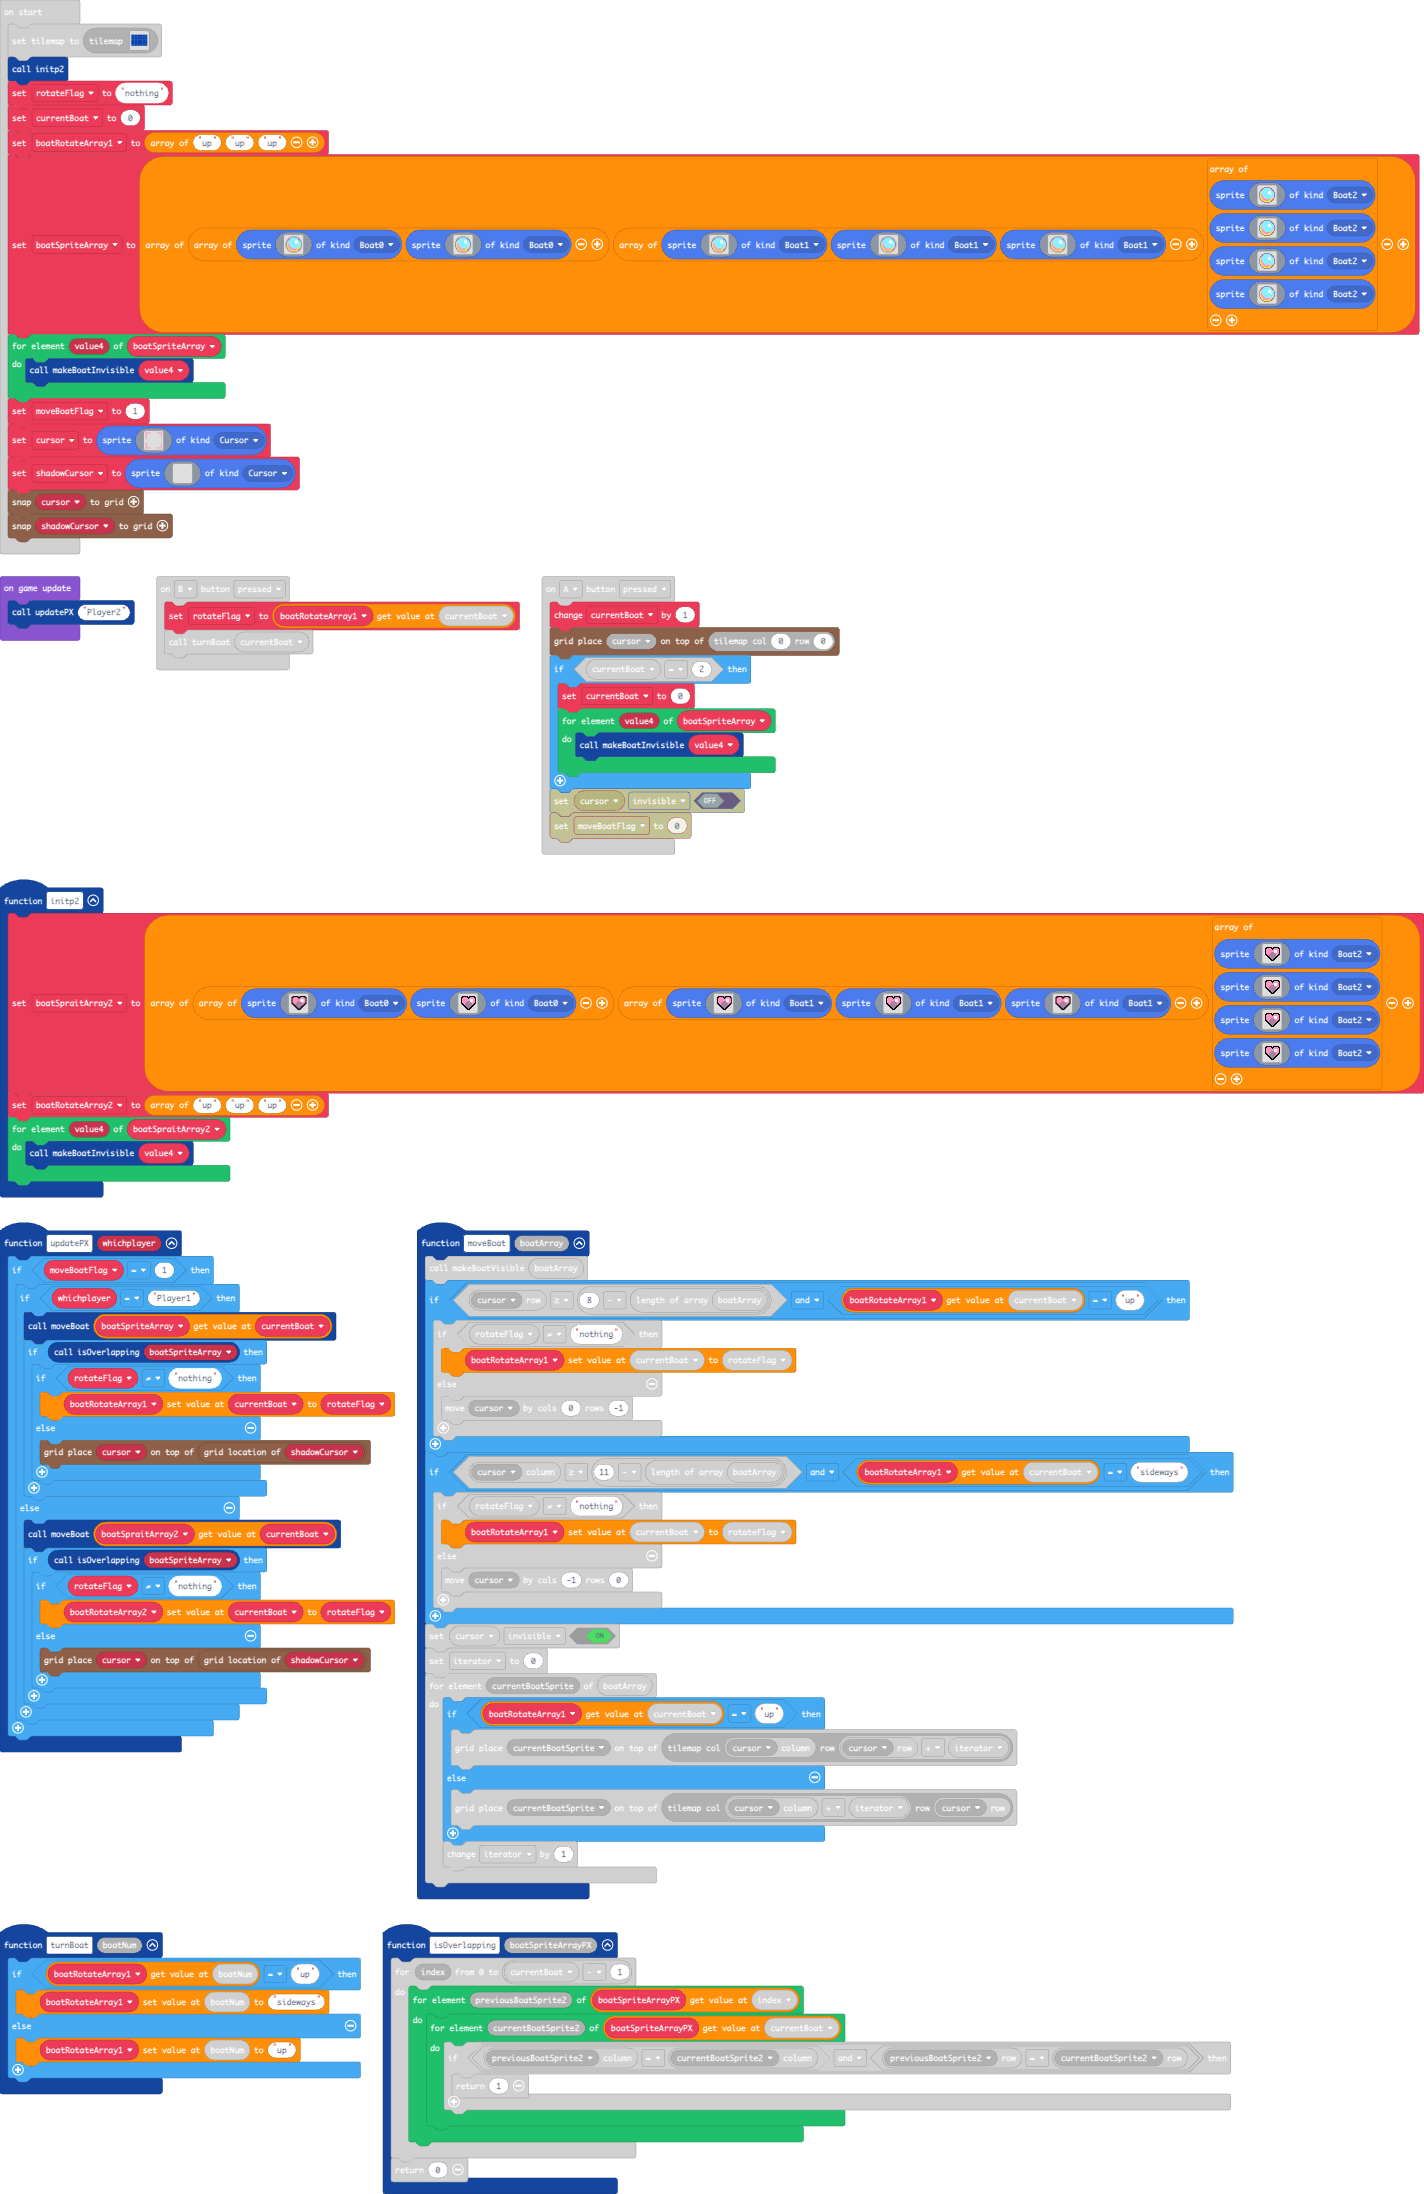 on start
set tilemap to tilemap
call initp2
set rotateFlag to "nothing"
set currentBoat to 0
set boatRotateArray1 to array of "up" "up" "up"
array of
sprite of kind Boat2
sprite of kind Boat2
set boatSpriteArray to array of array of sprite of kind Boat0 sprite of kind Boat0 array of sprite of kind Boat1 sprite of kind Boat1 sprite of kind Boat1
sprite of kind Boat2
sprite of kind Boat2
for element value4 of boatSpriteArray
do call makeBoatInvisible value4
set moveBoatFlag to 1
set cursor to sprite of kind Cursor
set shadowCursor to sprite of kind Cursor
snap cursor to grid
snap shadowCursor to grid
on game update
call updatePX "Player2"
on B button pressed
set rotateFlag to boatRotateArray1 get value at currentBoat
call turnBoat currentBoat
on A button pressed
change currentBoat by 1
grid place cursor on top of tilemap col 0 row 0
if currentBoat = 2 then
set currentBoat to 0
for element value4 of boatSpriteArray
do call makeBoatInvisible value4
set cursor invisible OFF
set moveBoatFlag to 0
function initp2
array of
sprite of kind Boat2
sprite of kind Boat2
set boatSpraitArray2 to array of array of sprite of kind Boat0 sprite of kind Boat0 array of sprite of kind Boat1 sprite of kind Boat1 sprite of kind Boat1
sprite of kind Boat2
sprite of kind Boat2
set boatRotateArray2 to array of "up" "up" "up"
for element value4 of boatSpraitArray2
do call makeBoatInvisible value4
function updatePX whichplayer
if moveBoatFlag = 1 then
if whichplayer = "Player1" then
call moveBoat boatSpriteArray get value at currentBoat
if call isOverlapping boatSpriteArray then
if rotateFlag ≠ "nothing" then
boatRotateArray1 set value at currentBoat to rotateFlag
else
grid place cursor on top of grid location of shadowCursor
else
call moveBoat boatSpraitArray2 get value at currentBoat
if call isOverlapping boatSpriteArray then
if rotateFlag ≠ "nothing" then
boatRotateArray2 set value at currentBoat to rotateFlag
else
grid place cursor on top of grid location of shadowCursor
function moveBoat boatArray
call makeBoatVisible boatArray
if cursor row ≥ 8 - length of array boatArray and boatRotateArray1 get value at currentBoat = "up" then
if rotateFlag ≠ "nothing" then
boatRotateArray1 set value at currentBoat to rotateFlag
else
move cursor by cols 0 rows -1
if cursor column ≥ 11 - length of array boatArray and boatRotateArray1 get value at currentBoat = "sideways" then
if rotateFlag ≠ "nothing" then
boatRotateArray1 set value at currentBoat to rotateFlag
else
move cursor by cols -1 rows 0
set cursor invisible ON
set iterator to 0
for element currentBoatSprite of boatArray
do if boatRotateArray1 get value at currentBoat = "up" then
grid place currentBoatSprite on top of tilemap col cursor column row cursor row + iterator
else
grid place currentBoatSprite on top of tilemap col cursor column + iterator row cursor row
change iterator by 1
function turnBoat boatNum
if boatRotateArray1 get value at boatNum = "up" then
boatRotateArray1 set value at boatNum to "sideways"
else
boatRotateArray1 set value at boatNum to "up"
function isOverlapping boatSpriteArrayPX
for index from 0 to currentBoat - 1
do for element previousBoatSprite2 of boatSpriteArrayPX get value at index
do for element currentBoatSprite2 of boatSpriteArrayPX get value at currentBoat
do if previousBoatSprite2 column = currentBoatSprite2 column and previousBoatSprite2 row = currentBoatSprite2 row then
return 1
return 0